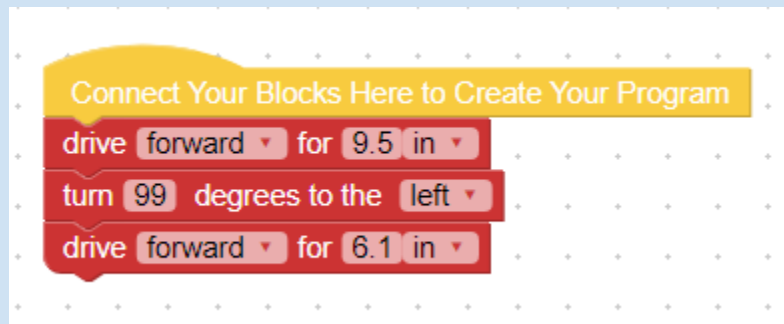 Connect Your Blocks Here to Create Your Program
drive forward for 9.5 in
turn 99 degrees to the left
drive forward for 6.1 in